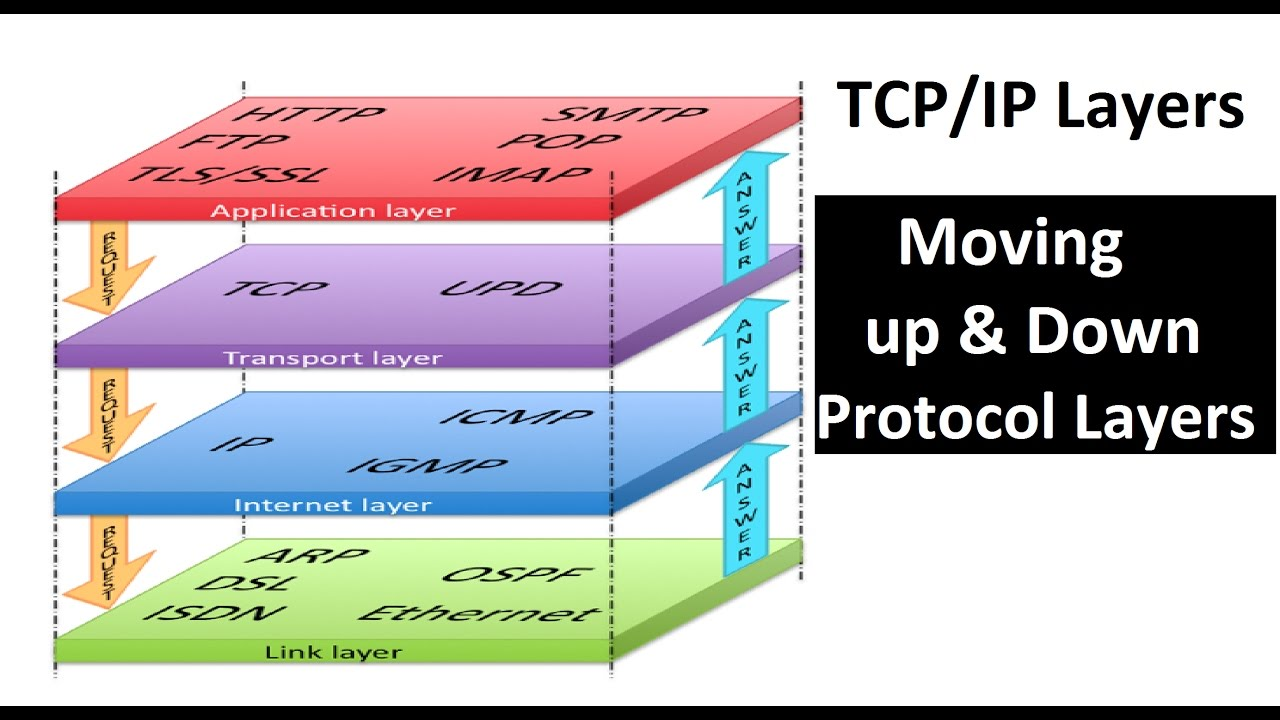 TCP/IP Layers
Moving
up & Down
Protocol Layers
HTTP SMTP
FTP POP
TLS/SSL IMAP
Application layer
REQUEST
ANSWER
TCP UPD
Transport layer
REQUEST
ANSWER
ICMP
IP
IGMP
Internet layer
REQUEST
ANSWER
ARP
DSL OSPF
ISDN Ethernet
Link layer